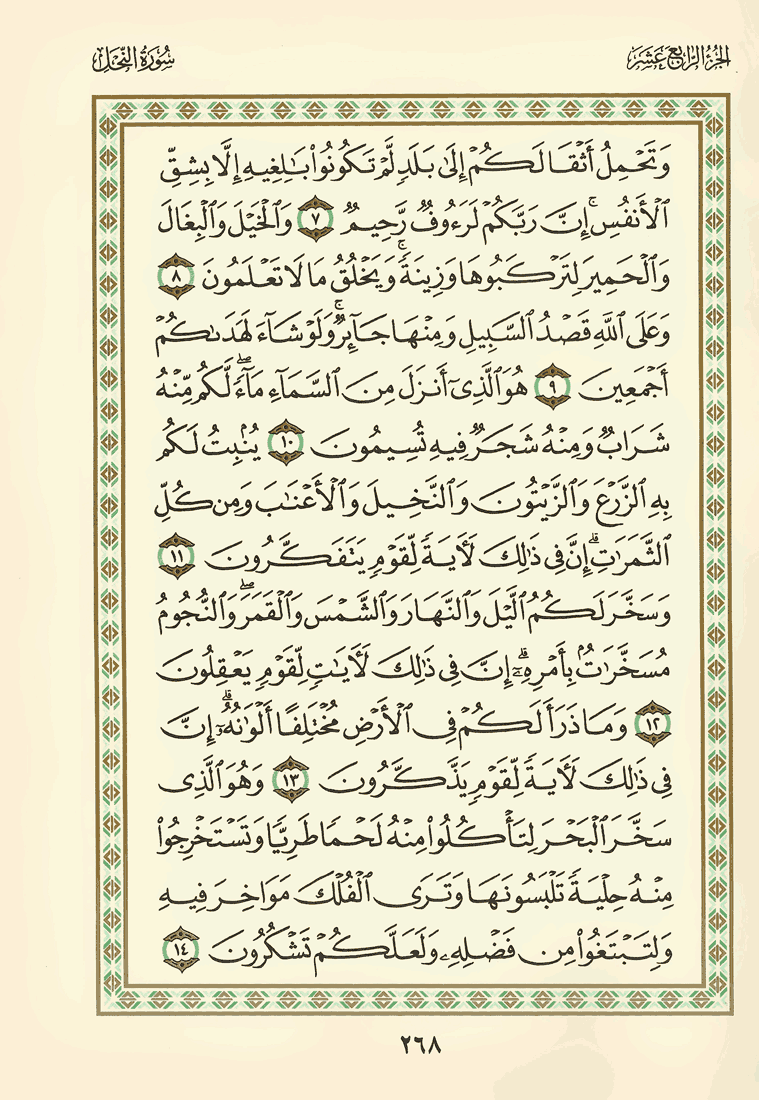 الجزء الرابع عشر
سورة النحل
وَتَحْمِلُ أَثْقَالَكُمْ إِلَىٰ بَلَدٍ لَّمْ تَكُونُوا۟ بَٰلِغِيهِ إِلَّا بِشِقِّ
ٱلْأَنفُسِ ۚ إِنَّ رَبَّكُمْ لَرَءُوفٌ رَّحِيمٌ ٧ وَٱلْخَيْلَ وَٱلْبِغَالَ
وَٱلْحَمِيرَ لِتَرْكَبُوهَا وَزِينَةً ۚ وَيَخْلُقُ مَا لَا تَعْلَمُونَ ٨
وَعَلَى ٱللَّهِ قَصْدُ ٱلسَّبِيلِ وَمِنْهَا جَآئِرٌ ۚ وَلَوْ شَآءَ لَهَدَىٰكُمْ
أَجْمَعِينَ ٩ هُوَ ٱلَّذِىٓ أَنزَلَ مِنَ ٱلسَّمَآءِ مَآءً ۖ لَّكُم مِّنْهُ
شَرَابٌ وَمِنْهُ شَجَرٌ فِيهِ تُسِيمُونَ ١٠ يُنۢبِتُ لَكُم
بِهِ ٱلزَّرْعَ وَٱلزَّيْتُونَ وَٱلنَّخِيلَ وَٱلْأَعْنَٰبَ وَمِن كُلِّ
ٱلثَّمَرَٰتِ ۗ إِنَّ فِى ذَٰلِكَ لَءَايَةً لِّقَوْمٍ يَتَفَكَّرُونَ ١١
وَسَخَّرَ لَكُمُ ٱلَّيْلَ وَٱلنَّهَارَ وَٱلشَّمْسَ وَٱلْقَمَرَ ۖ وَٱلنُّجُومُ
مُسَخَّرَٰتٌۢ بِأَمْرِهِۦٓ ۗ إِنَّ فِى ذَٰلِكَ لَءَايَٰتٍ لِّقَوْمٍ يَعْقِلُونَ
١٢ وَمَا ذَرَأَ لَكُمْ فِى ٱلْأَرْضِ مُخْتَلِفًا أَلْوَٰنُهُۥٓ ۗ إِنَّ
فِى ذَٰلِكَ لَءَايَةً لِّقَوْمٍ يَذَّكَّرُونَ ١٣ وَهُوَ ٱلَّذِى
سَخَّرَ ٱلْبَحْرَ لِتَأْكُلُوا۟ مِنْهُ لَحْمًا طَرِيًّا وَتَسْتَخْرِجُوا۟
مِنْهُ حِلْيَةً تَلْبَسُونَهَا وَتَرَى ٱلْفُلْكَ مَوَاخِرَ فِيهِ
وَلِتَبْتَغُوا۟ مِن فَضْلِهِۦ وَلَعَلَّكُمْ تَشْكُرُونَ ١٤
٢٦٨